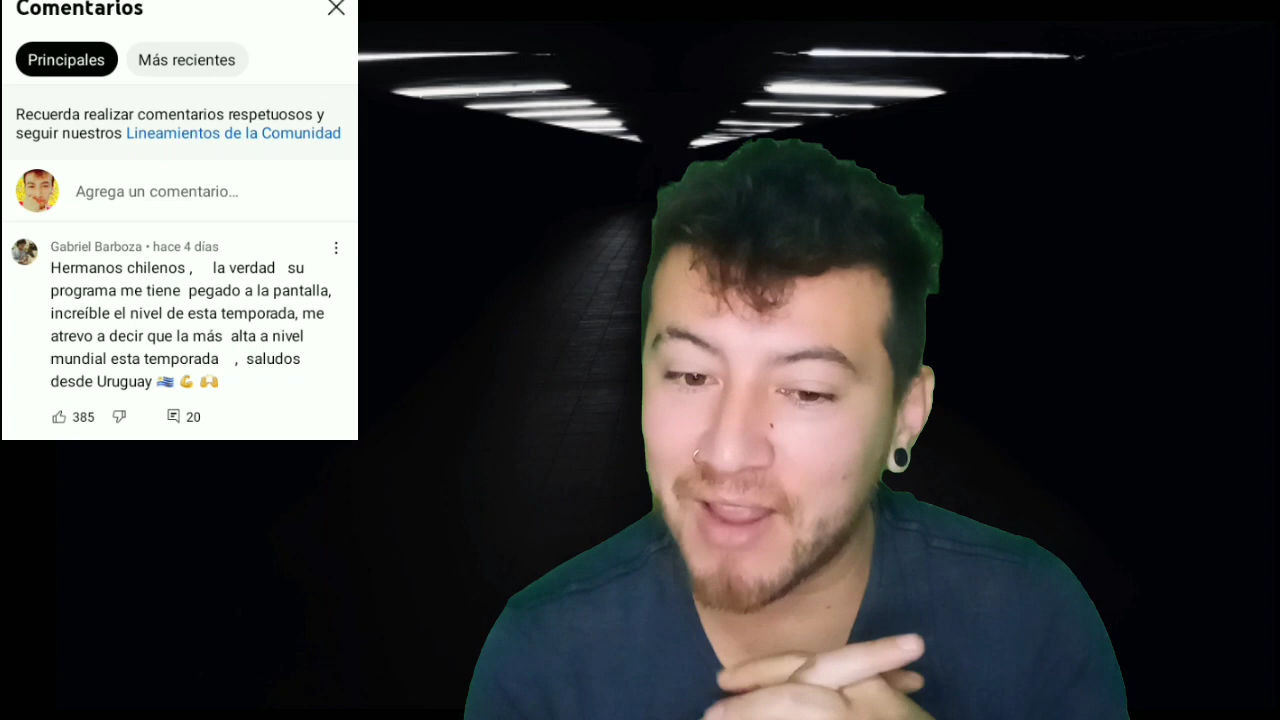 Comentarios
Principales
Más recientes
Recuerda realizar comentarios respetuosos y
seguir nuestros Lineamientos de la Comunidad
Agrega un comentario...
Gabriel Barboza • hace 4 días
Hermanos chilenos , la verdad su
programa me tiene pegado a la pantalla,
increíble el nivel de esta temporada, me
atrevo a decir que la más alta a nivel
mundial esta temporada , saludos
desde Uruguay 🇺🇾 💪 🙌
385
20